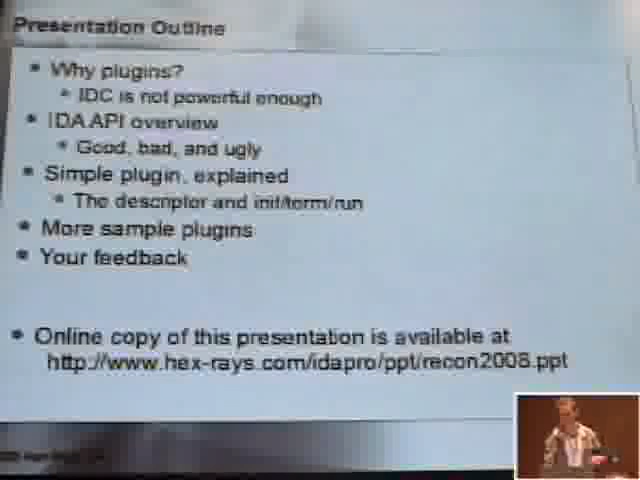 Presentation Outline
• Why plugins?
• IDC is not powerful enough
• IDA API overview
• Good, bad, and ugly
• Simple plugin, explained
• The descriptor and init/term/run
• More sample plugins
• Your feedback
• Online copy of this presentation is available at
http://www.hex-rays.com/idapro/ppt/recon2008.ppt